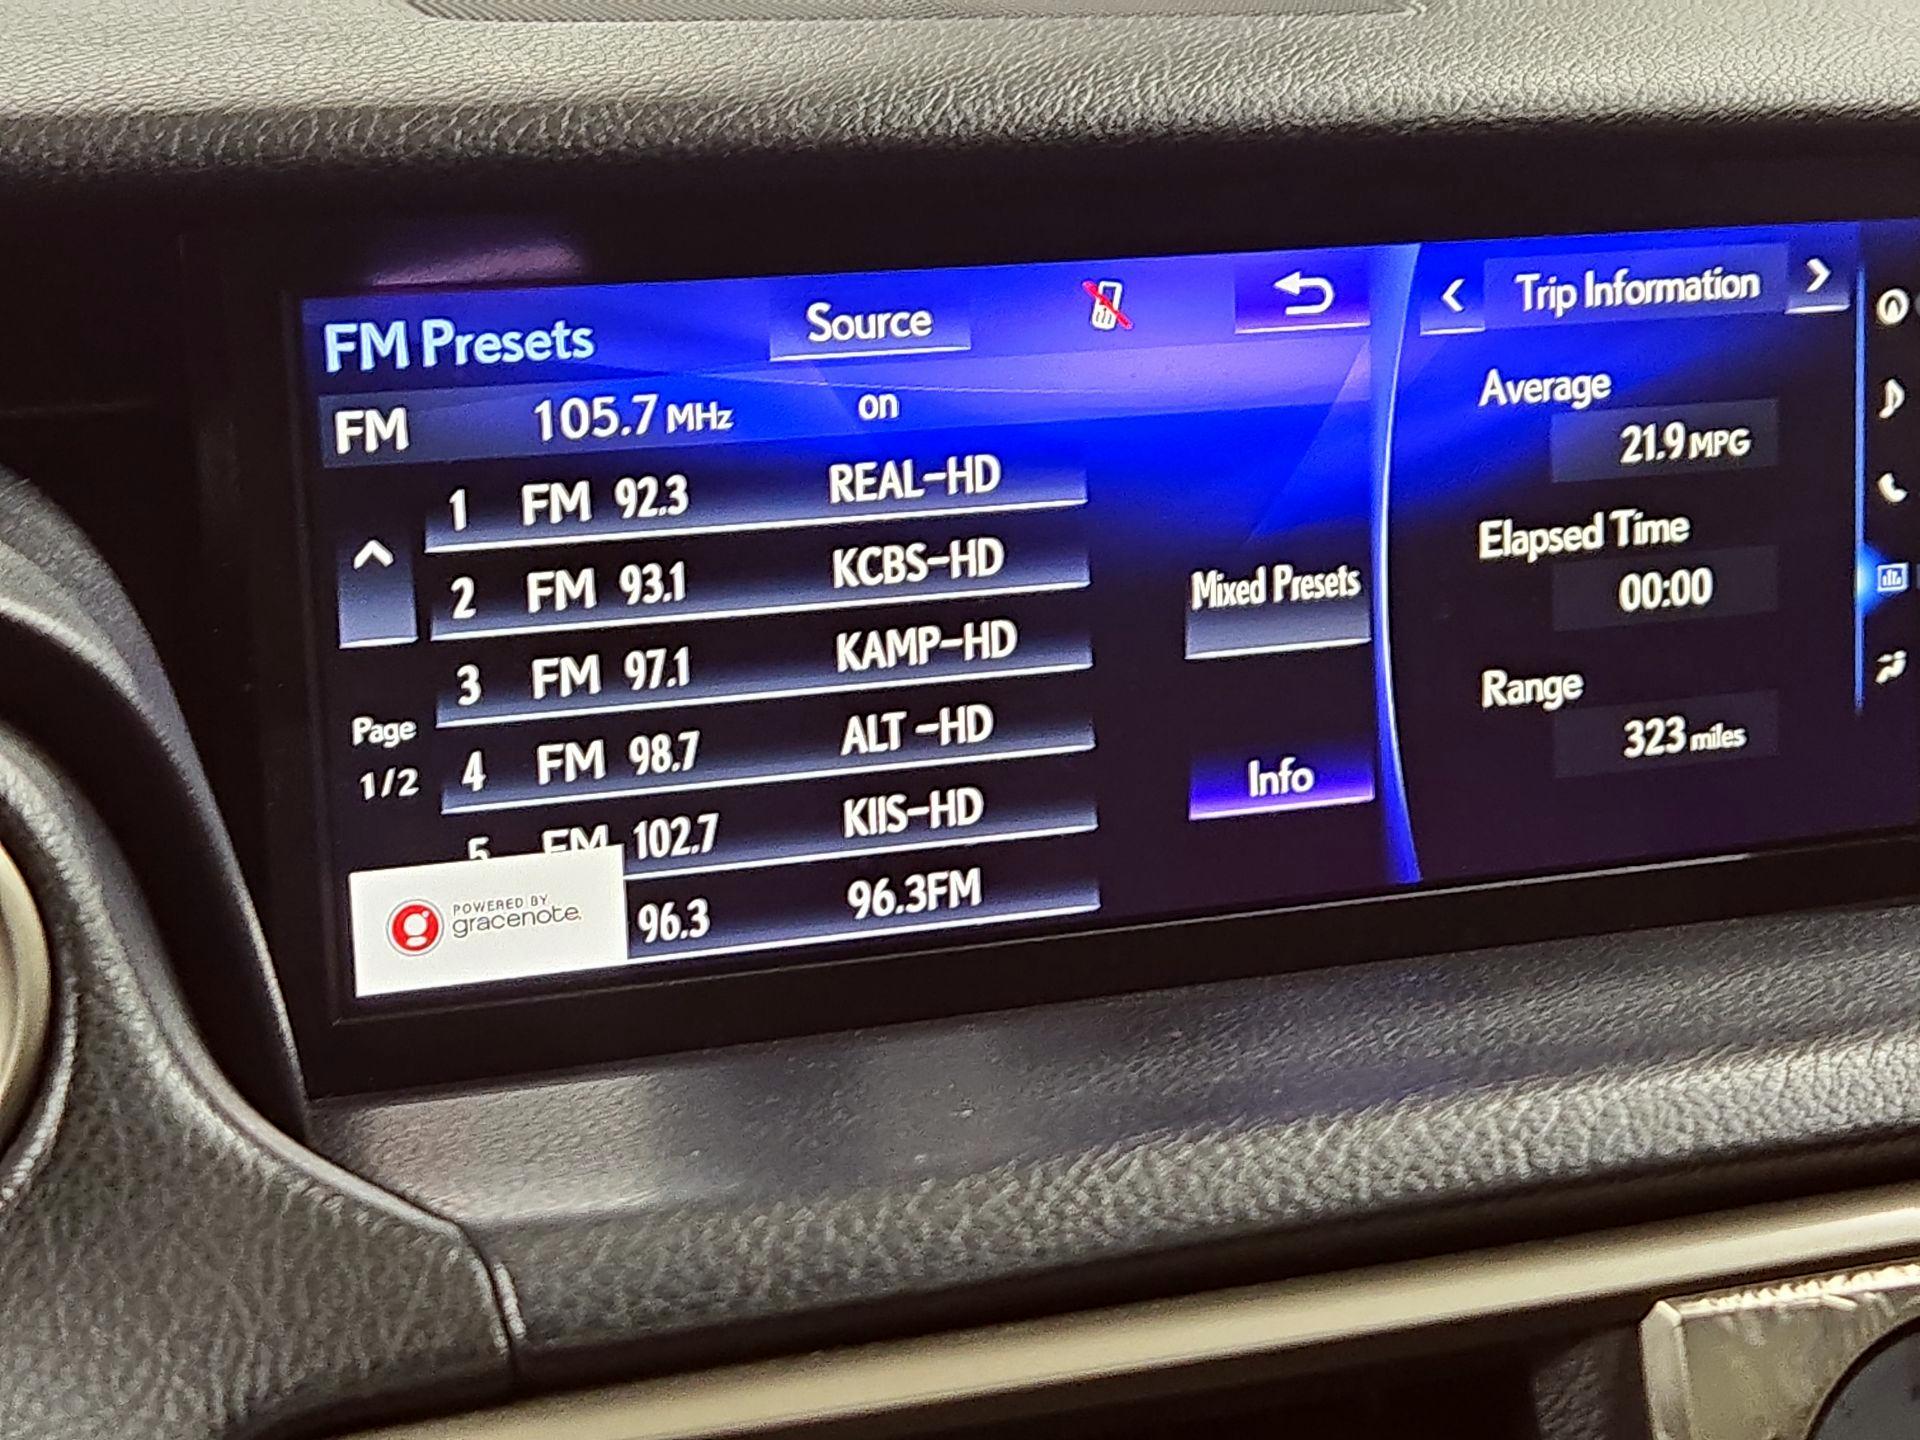 FM Presets Source
FM 105.7 MHz on
1 FM 92.3 REAL-HD
2 FM 93.1 KCBS-HD
3 FM 97.1 KAMP-HD
4 FM 98.7 ALT -HD
5 FM 102.7 KIIS-HD
96.3 96.3FM
Page
1/2
POWERED BY
gracenote.
Mixed Presets
Info
Trip Information
Average
21.9 MPG
Elapsed Time
00:00
Range
323 miles